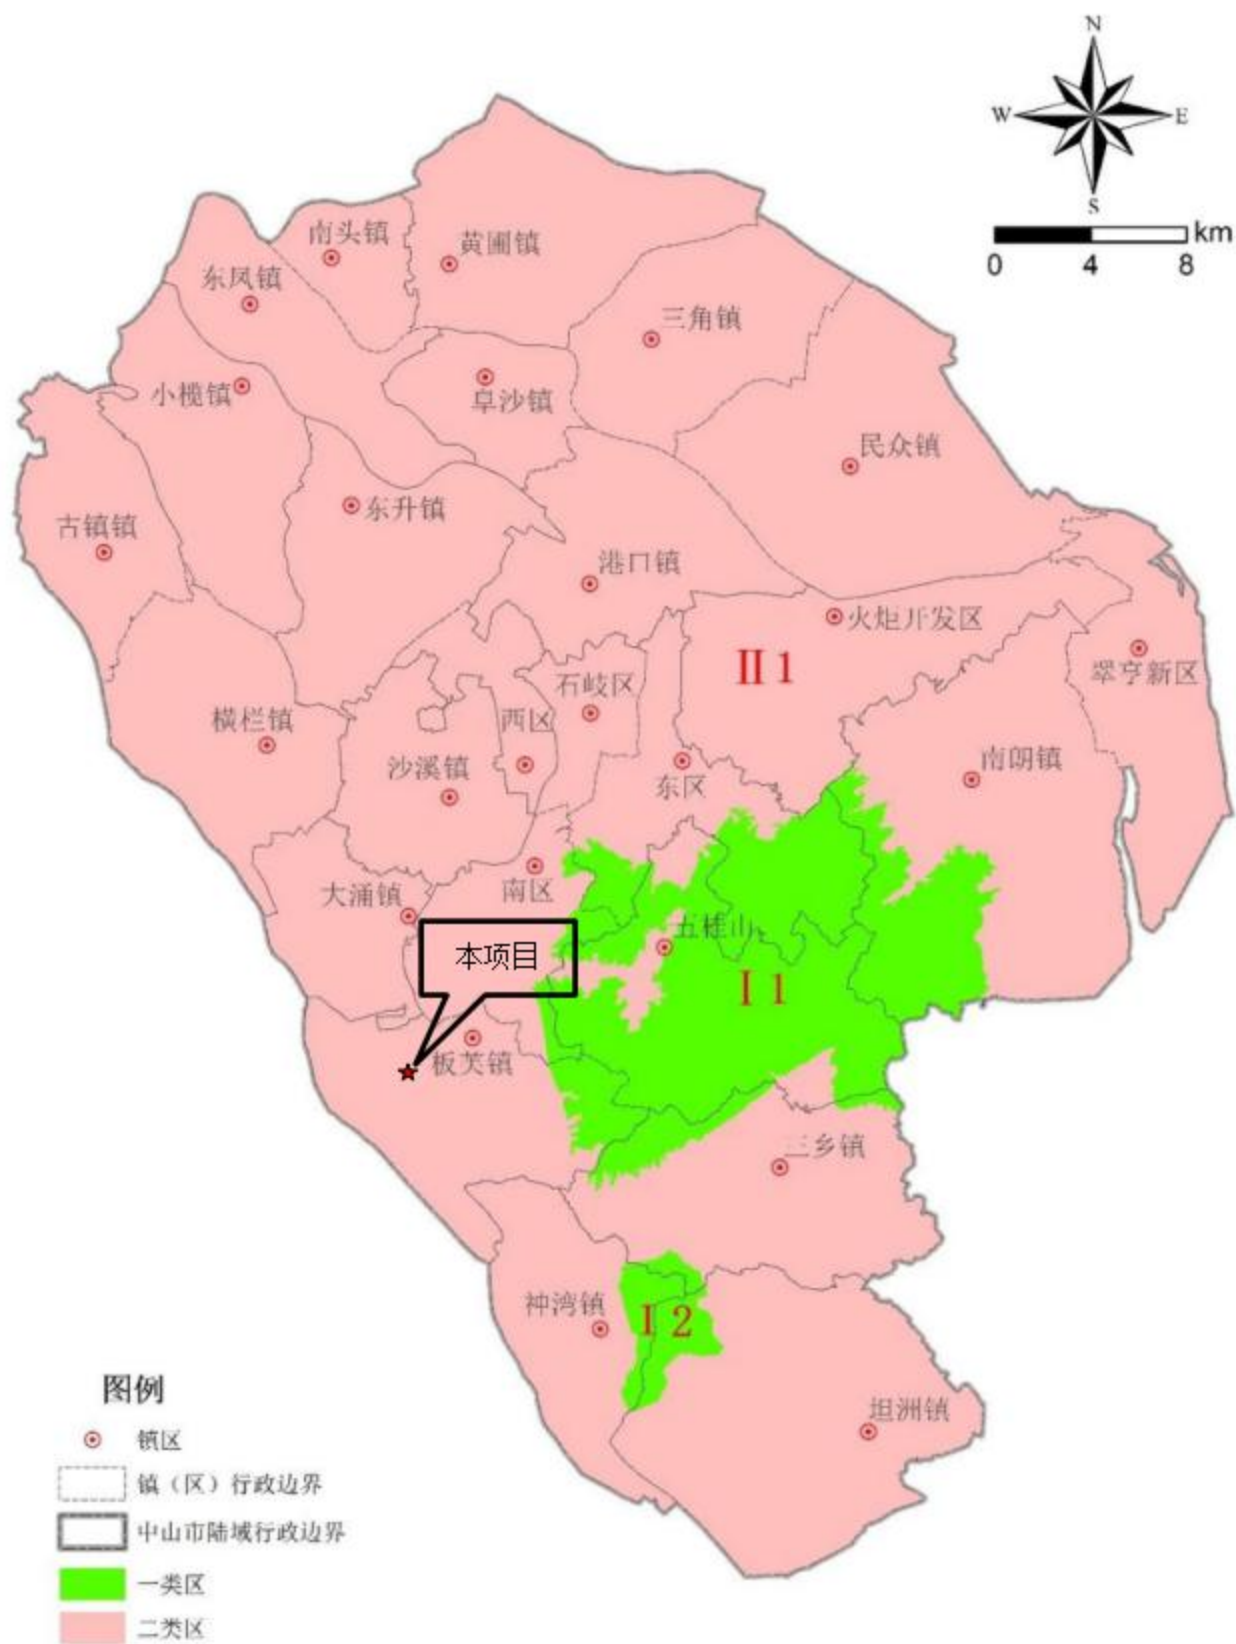 N
W
E
S
km
0
4
8
南头镇
黄圃镇
东凤镇
三角镇
小榄镇
阜沙镇
民众镇
东升镇
古镇镇
港口镇
火炬开发区
II 1
翠亨新区
石岐区
横栏镇
西区
沙溪镇
东区
南朗镇
大涌镇
南区
五桂山
本项目
I 1
板芙镇
三乡镇
神湾镇
I 2
坦洲镇
图例
镇区
镇（区）行政边界
中山市陆域行政边界
一类区
二类区